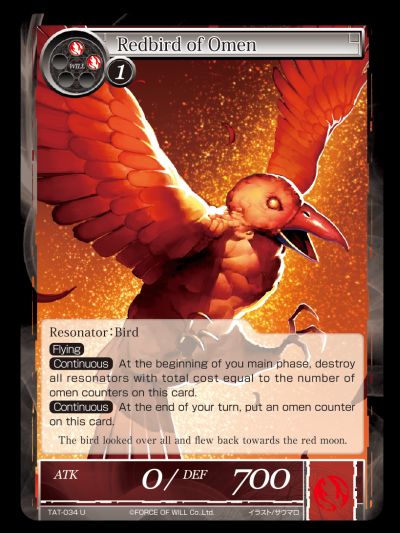 Redbird of Omen
WILL
1
Resonator:Bird
Flying
Continuous At the beginning of you main phase, destroy
all resonators with total cost equal to the number of
omen counters on this card.
Continuous At the end of your turn, put an omen counter
on this card.
The bird looked over all and flew back towards the red moon.
ATK 0/ DEF 700
TAT-034 U ©FORCE OF WILL Co.,Ltd. イラスト/サワマロ